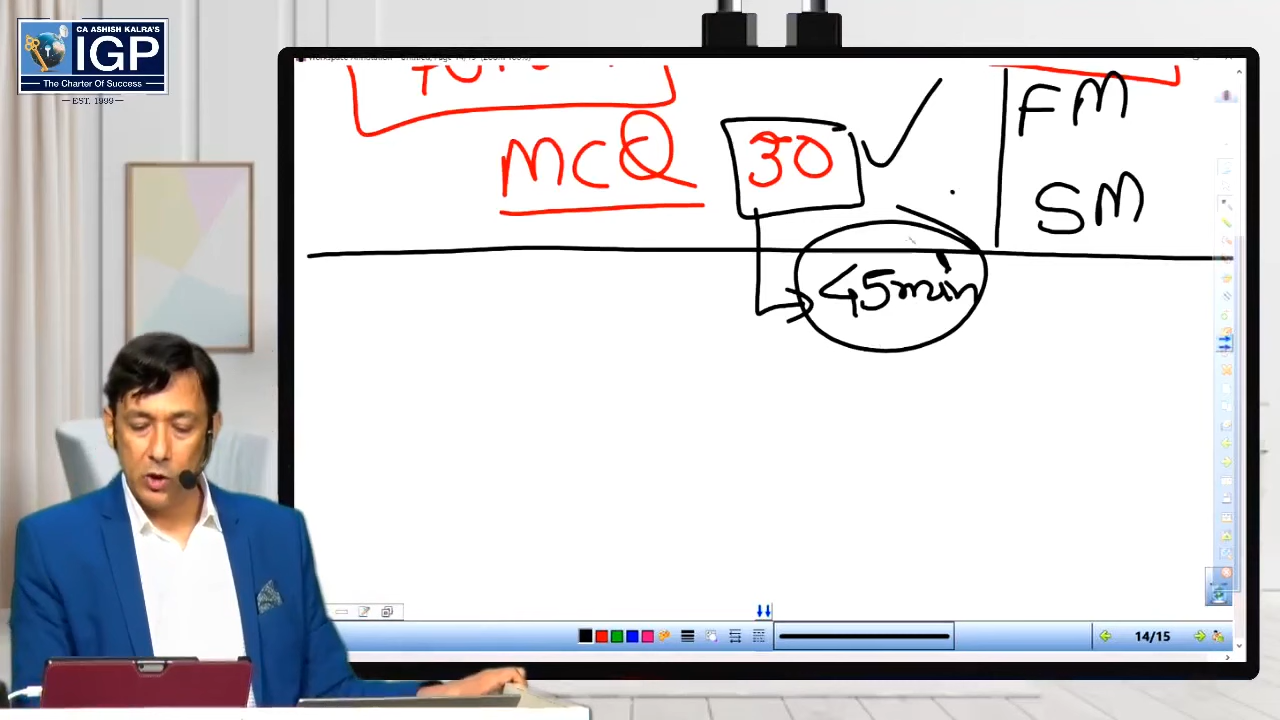 CA ASHISH KALRA'S
IGP
The Charter Of Success
EST. 1999
FM
MCQ 30
SM
45min
14/15